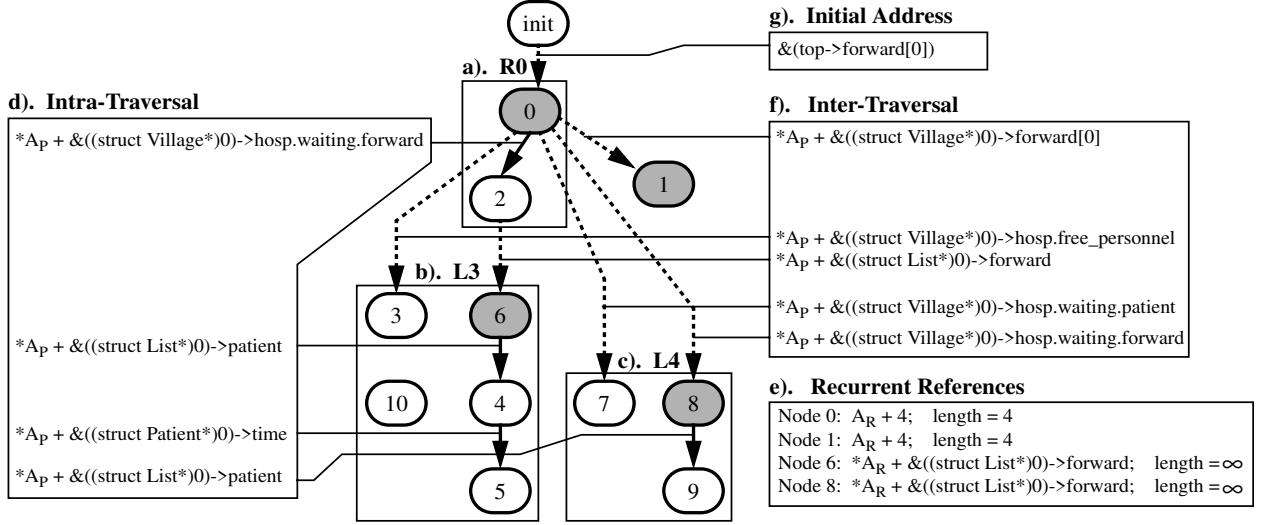 init
g). Initial Address
&(top->forward[0])
a). R0
d). Intra-Traversal
*AP + &((struct Village*)0)->hosp.waiting.forward
*AP + &((struct List*)0)->patient
*AP + &((struct Patient*)0)->time
*AP + &((struct List*)0)->patient
0
1
2
f). Inter-Traversal
*AP + &((struct Village*)0)->forward[0]
*AP + &((struct Village*)0)->hosp.free_personnel
*AP + &((struct List*)0)->forward
*AP + &((struct Village*)0)->hosp.waiting.patient
*AP + &((struct Village*)0)->hosp.waiting.forward
b). L3
3
6
10
4
5
c). L4
7
8
9
e). Recurrent References
Node 0: AR + 4; length = 4
Node 1: AR + 4; length = 4
Node 6: *AR + &((struct List*)0)->forward; length = ∞
Node 8: *AR + &((struct List*)0)->forward; length = ∞